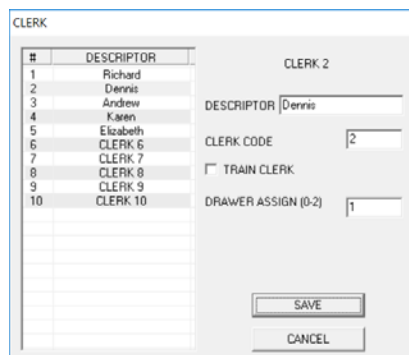 CLERK
# DESCRIPTOR
1 Richard
2 Dennis
3 Andrew
4 Karen
5 Elizabeth
6 CLERK 6
7 CLERK 7
8 CLERK 8
9 CLERK 9
10 CLERK 10
CLERK 2
DESCRIPTOR Dennis
CLERK CODE 2
TRAIN CLERK
DRAWER ASSIGN (0-2) 1
SAVE
CANCEL